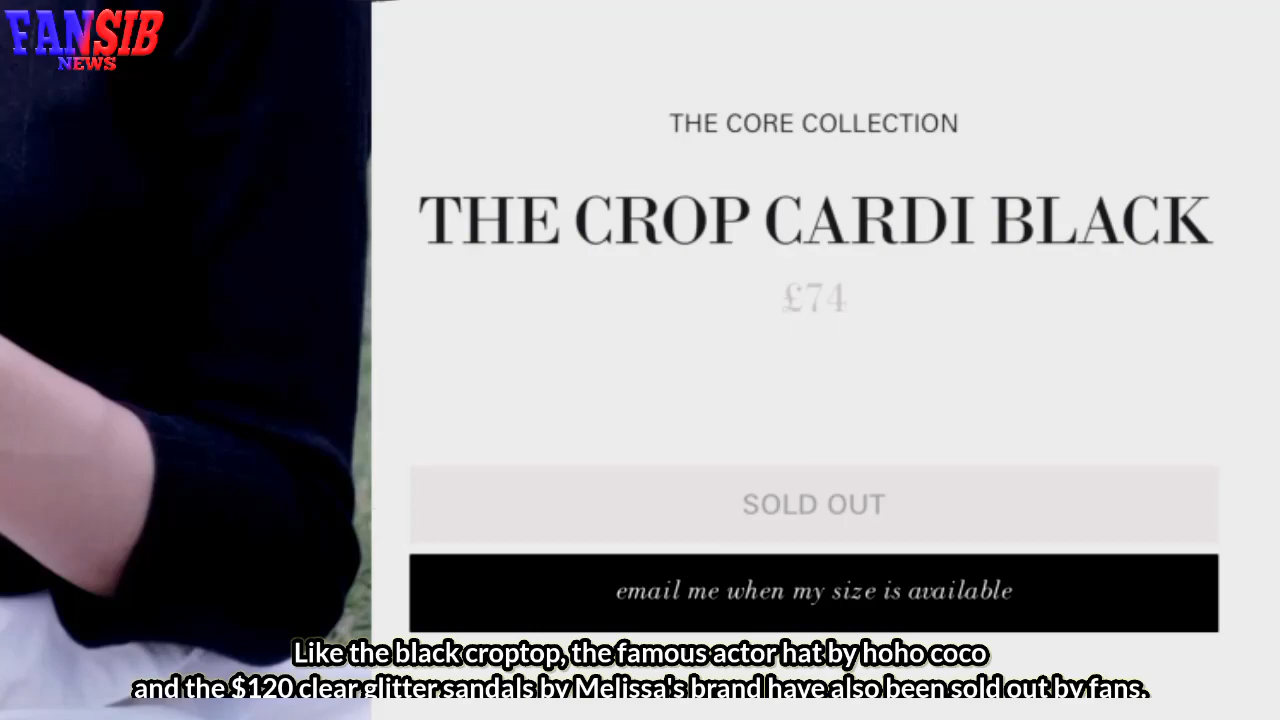 FANSIB
NEWS
THE CORE COLLECTION
THE CROP CARDI BLACK
£74
SOLD OUT
email me when my size is available
Like the black croptop, the famous actor hat by hoho coco
and the $120 clear glitter sandals by Melissa's brand have also been sold out by fans.